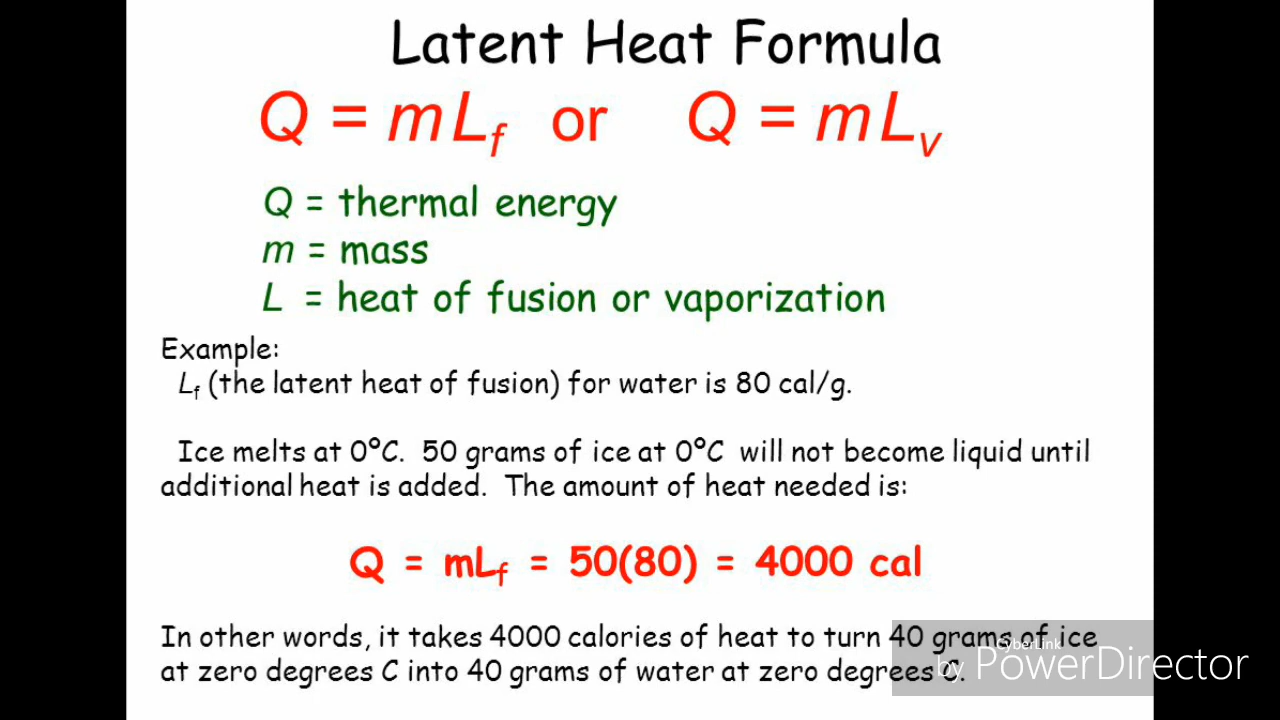 Latent Heat Formula
Q = mLf or Q = mLv
Q = thermal energy
m = mass
L = heat of fusion or vaporization
Example:
Lf (the latent heat of fusion) for water is 80 cal/g.
Ice melts at 0°C. 50 grams of ice at 0°C will not become liquid until
additional heat is added. The amount of heat needed is:
Q = mLf = 50(80) = 4000 cal
In other words, it takes 4000 calories of heat to turn 40 grams of ice
at zero degrees C into 40 grams of water at zero degrees C.
CyberLink
by PowerDirector